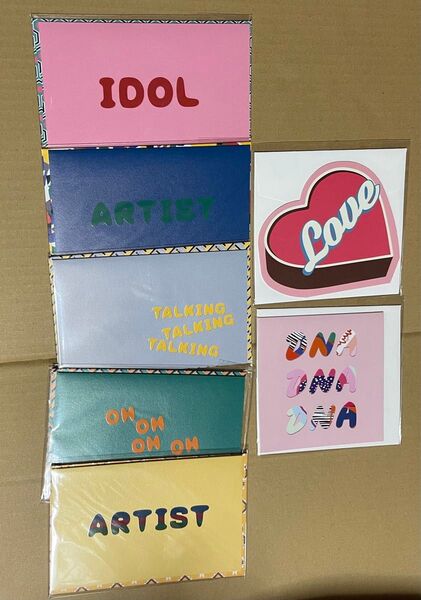 IDOL
ARTIST
TALKING
TALKING
TALKING
OH
OH
OH OH
ARTIST
Love
DNA
DNA
DNA